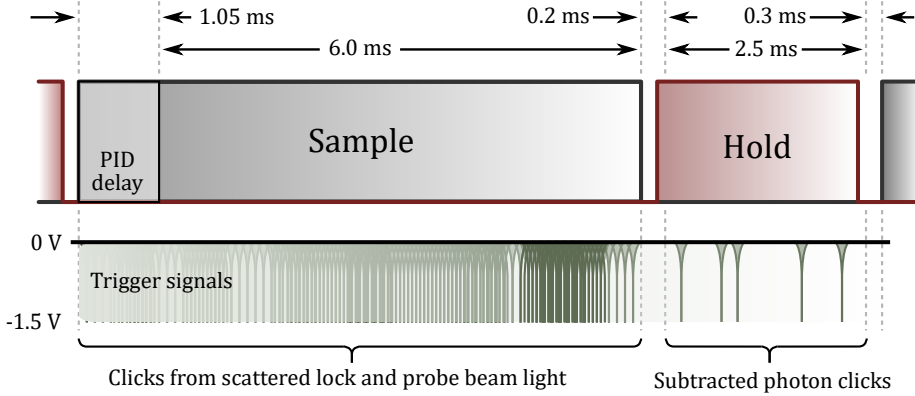 1.05 ms
0.2 ms
0.3 ms
6.0 ms
2.5 ms
PID
delay
Sample
Hold
0 V
Trigger signals
-1.5 V
Clicks from scattered lock and probe beam light
Subtracted photon clicks